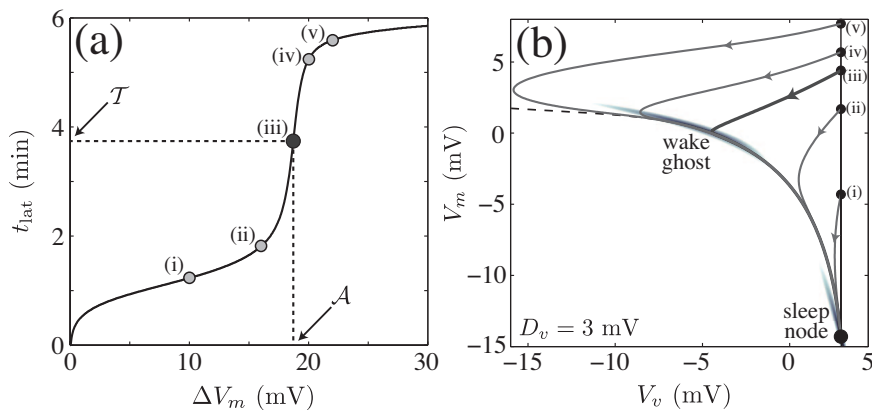 (a)
6
4
2
0
t_lat (min)
𝒯
(i)
(ii)
(iii)
(iv)
(v)
𝒜
0
10
20
30
ΔV_m (mV)
(b)
5
0
−5
−10
−15
V_m (mV)
(v)
(iv)
(iii)
(ii)
(i)
wake
ghost
sleep
node
D_v = 3 mV
−15
−10
−5
0
5
V_v (mV)